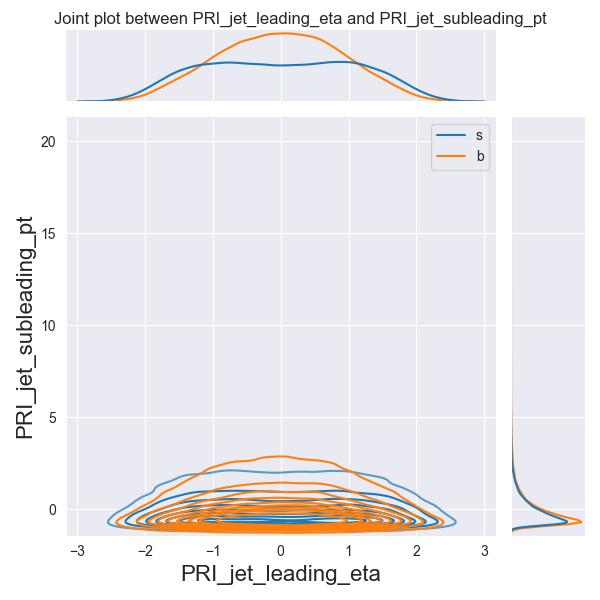 Joint plot between PRI_jet_leading_eta and PRI_jet_subleading_pt
s
b
20
15
10
5
0
PRI_jet_subleading_pt
−3 −2 −1 0 1 2 3
PRI_jet_leading_eta